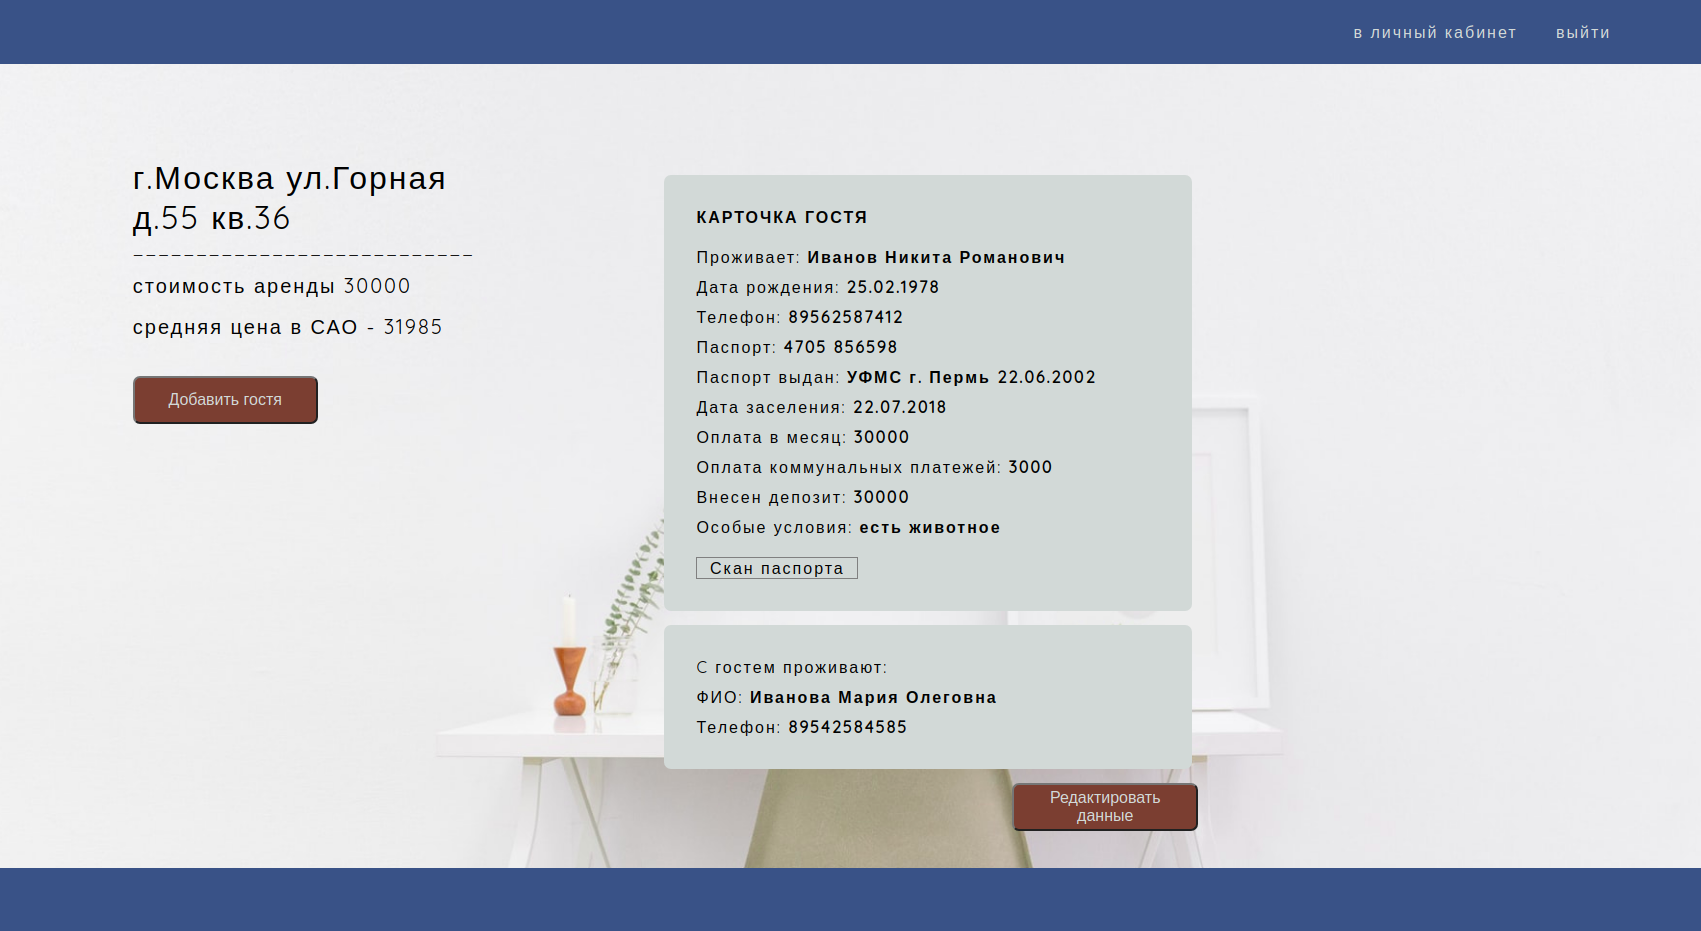 в личный кабинет
выйти
г.Москва ул.Горная
д.55 кв.36
___________________________
стоимость аренды 30000
средняя цена в САО - 31985
Добавить гостя
КАРТОЧКА ГОСТЯ
Проживает: Иванов Никита Романович
Дата рождения: 25.02.1978
Телефон: 89562587412
Паспорт: 4705 856598
Паспорт выдан: УФМС г. Пермь 22.06.2002
Дата заселения: 22.07.2018
Оплата в месяц: 30000
Оплата коммунальных платежей: 3000
Внесен депозит: 30000
Особые условия: есть животное
Скан паспорта
C гостем проживают:
ФИО: Иванова Мария Олеговна
Телефон: 89542584585
Редактировать
данные